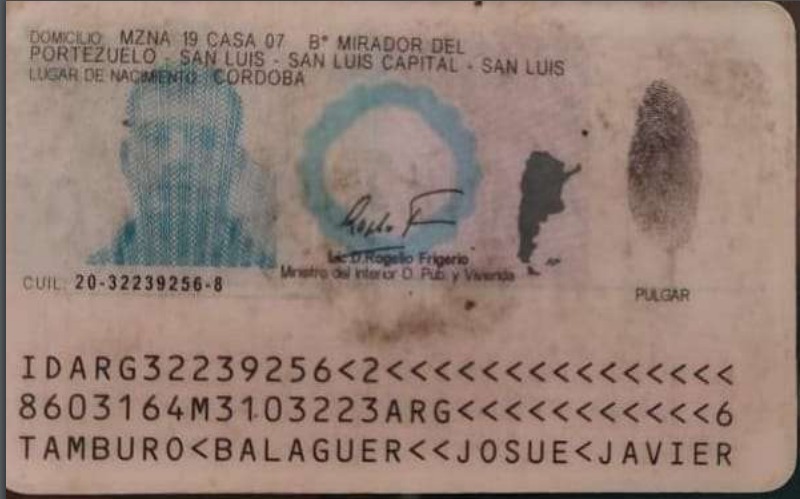 DOMICILIO: MZNA 19 CASA 07 B° MIRADOR DEL
PORTEZUELO - SAN LUIS - SAN LUIS CAPITAL - SAN LUIS
LUGAR DE NACIMIENTO: CORDOBA
Lic D.Rogelio Frigerio
Ministro del Interior O. Pub. y Vivienda
CUIL: 20-32239256-8
PULGAR
IDARG32239256<2<<<<<<<<<<<<<<<
8603164M3103223ARG<<<<<<<<<<<6
TAMBURO<BALAGUER<<JOSUE<JAVIER